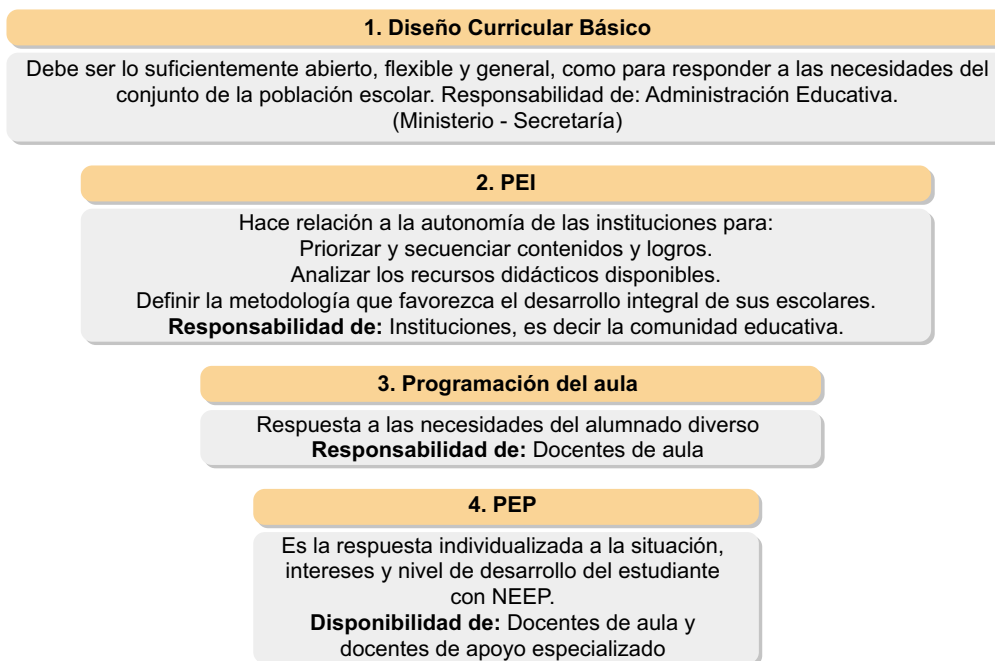 1. Diseño Curricular Básico
Debe ser lo suficientemente abierto, flexible y general, como para responder a las necesidades del
conjunto de la población escolar. Responsabilidad de: Administración Educativa.
(Ministerio - Secretaría)
2. PEI
Hace relación a la autonomía de las instituciones para:
Priorizar y secuenciar contenidos y logros.
Analizar los recursos didácticos disponibles.
Definir la metodología que favorezca el desarrollo integral de sus escolares.
Responsabilidad de: Instituciones, es decir la comunidad educativa.
3. Programación del aula
Respuesta a las necesidades del alumnado diverso
Responsabilidad de: Docentes de aula
4. PEP
Es la respuesta individualizada a la situación,
intereses y nivel de desarrollo del estudiante
con NEEP.
Disponibilidad de: Docentes de aula y
docentes de apoyo especializado